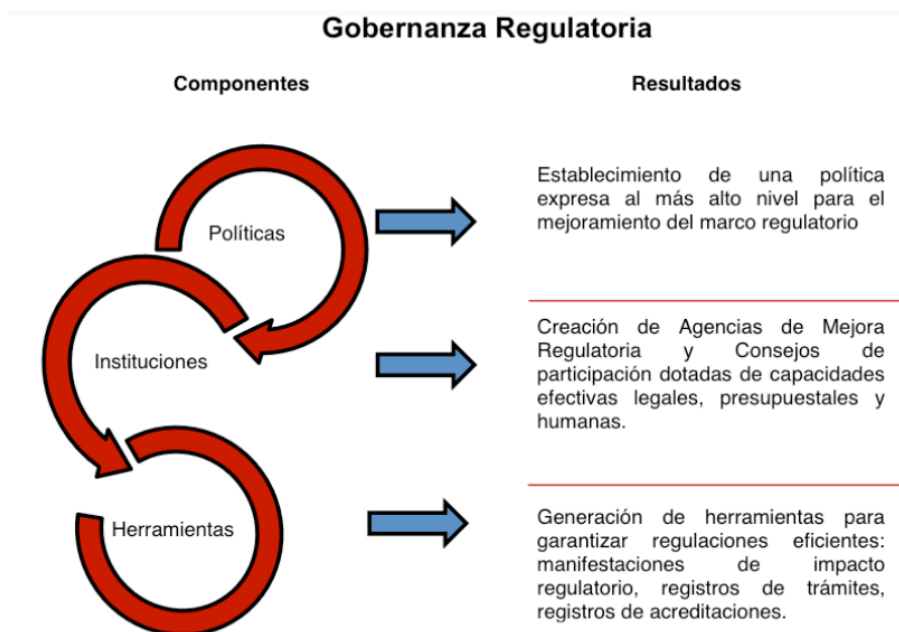 Gobernanza Regulatoria
Componentes
Resultados
Políticas
Establecimiento de una política
expresa al más alto nivel para el
mejoramiento del marco regulatorio
Instituciones
Creación de Agencias de Mejora
Regulatoria y Consejos de
participación dotadas de capacidades
efectivas legales, presupuestales y
humanas.
Herramientas
Generación de herramientas para
garantizar regulaciones eficientes:
manifestaciones de impacto
regulatorio, registros de trámites,
registros de acreditaciones.